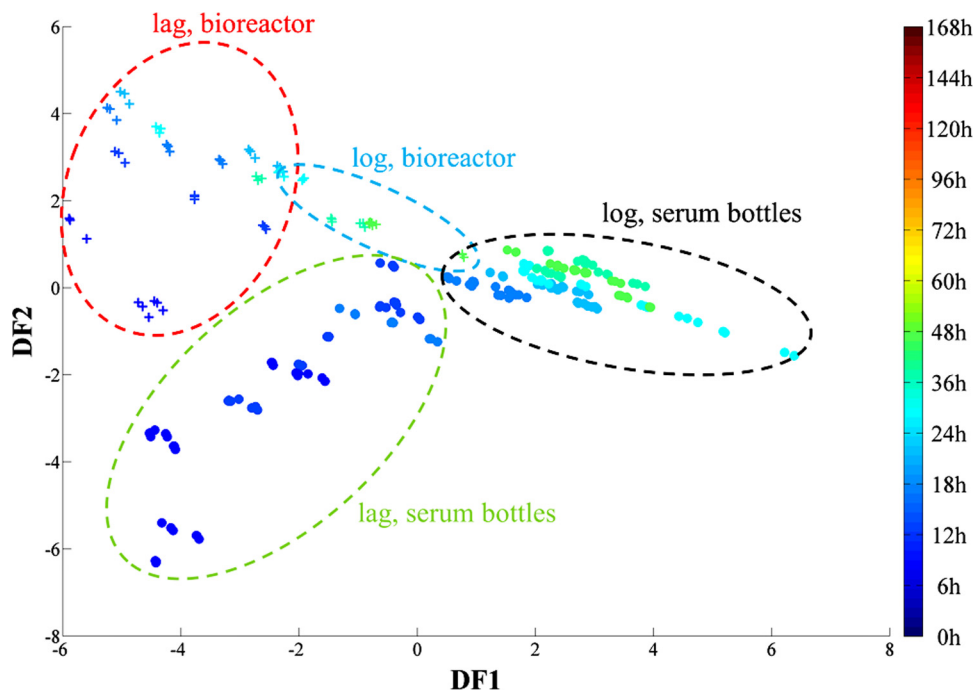 lag, bioreactor
log, bioreactor
log, serum bottles
lag, serum bottles
DF2
6
4
2
0
-2
-4
-6
-8
-6
-4
-2
0
2
4
6
8
DF1
168h
144h
120h
96h
72h
60h
48h
36h
24h
18h
12h
6h
0h